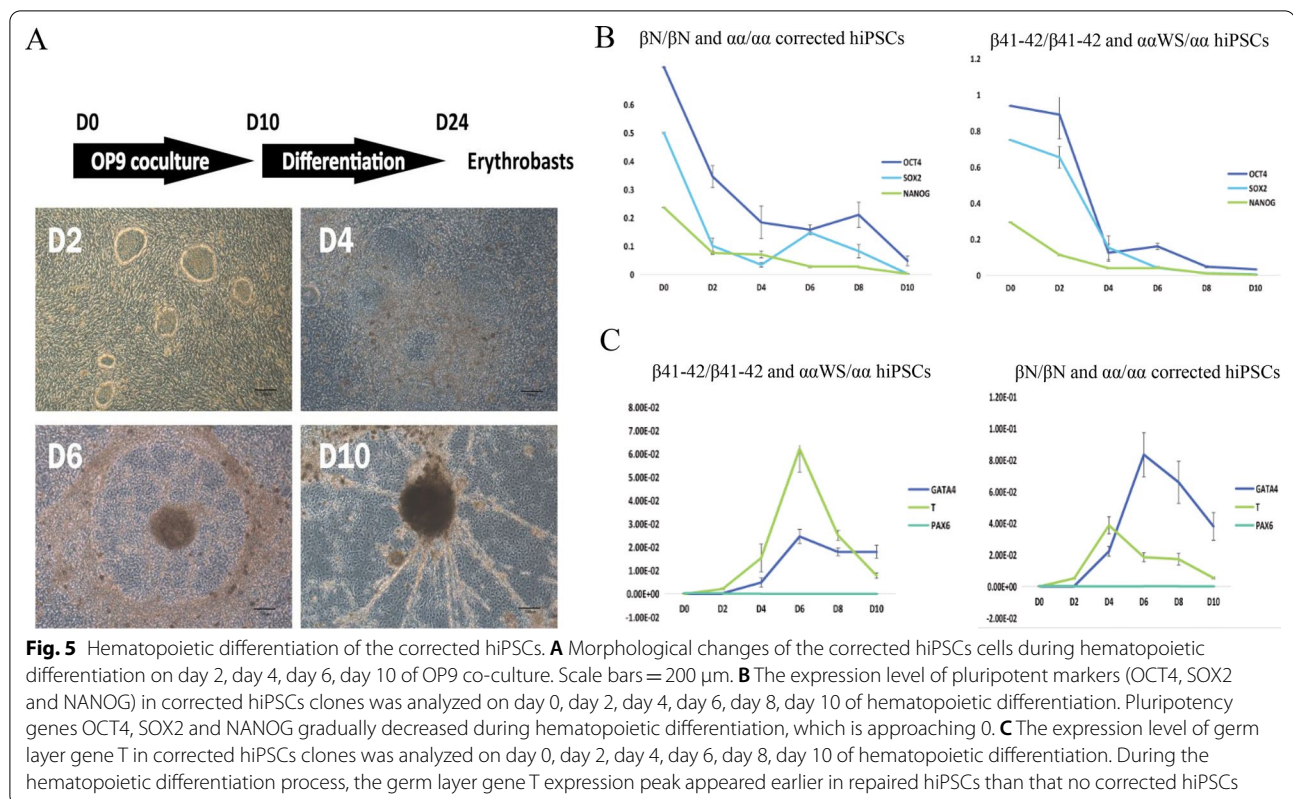 A
D0 D10 D24
OP9 coculture Differentiation Erythrobasts
D2 D4
D6 D10
B
βN/βN and αα/αα corrected hiPSCs
0.6
0.5
0.4
0.3
0.2
0.1
0
OCT4
SOX2
NANOG
D0 D2 D4 D6 D8 D10
β41-42/β41-42 and ααWS/αα hiPSCs
1.2
1
0.8
0.6
0.4
0.2
0
OCT4
SOX2
NANOG
D0 D2 D4 D6 D8 D10
C
β41-42/β41-42 and ααWS/αα hiPSCs
8.00E-02
7.00E-02
6.00E-02
5.00E-02
4.00E-02
3.00E-02
2.00E-02
1.00E-02
0.00E+00
-1.00E-02
GATA4
T
PAX6
D0 D2 D4 D6 D8 D10
βN/βN and αα/αα corrected hiPSCs
1.20E-01
1.00E-01
8.00E-02
6.00E-02
4.00E-02
2.00E-02
0.00E+00
-2.00E-02
GATA4
T
PAX6
D0 D2 D4 D6 D8 D10
Fig. 5 Hematopoietic differentiation of the corrected hiPSCs. A Morphological changes of the corrected hiPSCs cells during hematopoietic
differentiation on day 2, day 4, day 6, day 10 of OP9 co-culture. Scale bars = 200 μm. B The expression level of pluripotent markers (OCT4, SOX2
and NANOG) in corrected hiPSCs clones was analyzed on day 0, day 2, day 4, day 6, day 8, day 10 of hematopoietic differentiation. Pluripotency
genes OCT4, SOX2 and NANOG gradually decreased during hematopoietic differentiation, which is approaching 0. C The expression level of germ
layer gene T in corrected hiPSCs clones was analyzed on day 0, day 2, day 4, day 6, day 8, day 10 of hematopoietic differentiation. During the
hematopoietic differentiation process, the germ layer gene T expression peak appeared earlier in repaired hiPSCs than that no corrected hiPSCs